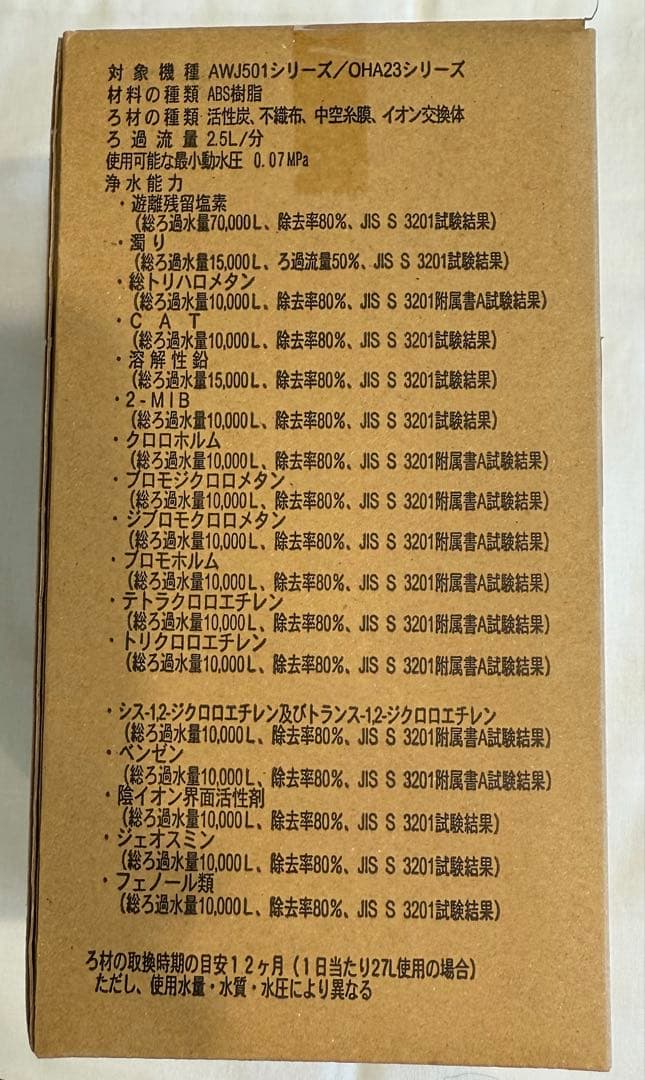 対象機種 AWJ501シリーズ／OHA23シリーズ
材料の種類 ABS樹脂
ろ材の種類 活性炭、不織布、中空糸膜、イオン交換体
ろ過流量 2.5L/分
使用可能な最小動水圧 0.07MPa
浄水能力
・遊離残留塩素
(総ろ過水量70,000L、除去率80%、JIS S 3201試験結果)
・濁り
(総ろ過水量15,000L、ろ過流量50%、JIS S 3201試験結果)
・総トリハロメタン
(総ろ過水量10,000L、除去率80%、JIS S 3201附属書A試験結果)
・CAT
(総ろ過水量10,000L、除去率80%、JIS S 3201試験結果)
・溶解性鉛
(総ろ過水量15,000L、除去率80%、JIS S 3201試験結果)
・2-MIB
(総ろ過水量10,000L、除去率80%、JIS S 3201試験結果)
・クロロホルム
(総ろ過水量10,000L、除去率80%、JIS S 3201附属書A試験結果)
・ブロモジクロロメタン
(総ろ過水量10,000L、除去率80%、JIS S 3201附属書A試験結果)
・ジブロモクロロメタン
(総ろ過水量10,000L、除去率80%、JIS S 3201附属書A試験結果)
・ブロモホルム
(総ろ過水量10,000L、除去率80%、JIS S 3201附属書A試験結果)
・テトラクロロエチレン
(総ろ過水量10,000L、除去率80%、JIS S 3201附属書A試験結果)
・トリクロロエチレン
(総ろ過水量10,000L、除去率80%、JIS S 3201附属書A試験結果)
・シス-1,2-ジクロロエチレン及びトランス-1,2-ジクロロエチレン
(総ろ過水量10,000L、除去率80%、JIS S 3201附属書A試験結果)
・ベンゼン
(総ろ過水量10,000L、除去率80%、JIS S 3201附属書A試験結果)
・陰イオン界面活性剤
(総ろ過水量10,000L、除去率80%、JIS S 3201試験結果)
・ジェオスミン
(総ろ過水量10,000L、除去率80%、JIS S 3201試験結果)
・フェノール類
(総ろ過水量10,000L、除去率80%、JIS S 3201試験結果)
ろ材の取換時期の目安12ヶ月(1日当たり27L使用の場合)
ただし、使用水量・水質・水圧により異なる